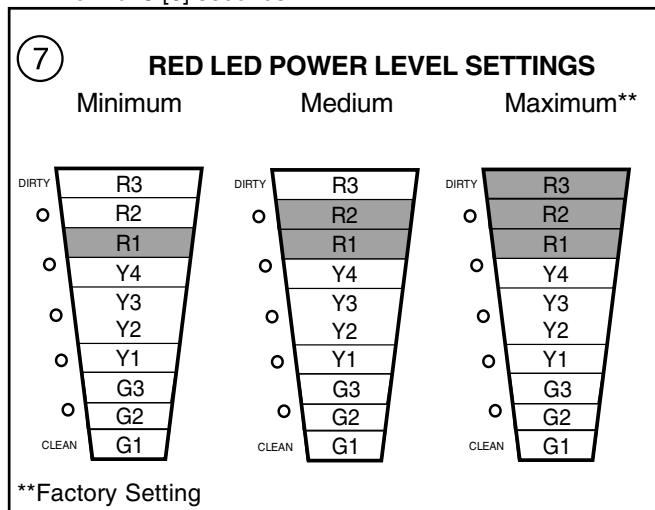 7
RED LED POWER LEVEL SETTINGS
Minimum Medium Maximum**
DIRTY R3 DIRTY R3 DIRTY R3
R2 R2 R2
R1 R1 R1
Y4 Y4 Y4
Y3 Y3 Y3
Y2 Y2 Y2
Y1 Y1 Y1
G3 G3 G3
G2 G2 G2
CLEAN G1 CLEAN G1 CLEAN G1
**Factory Setting